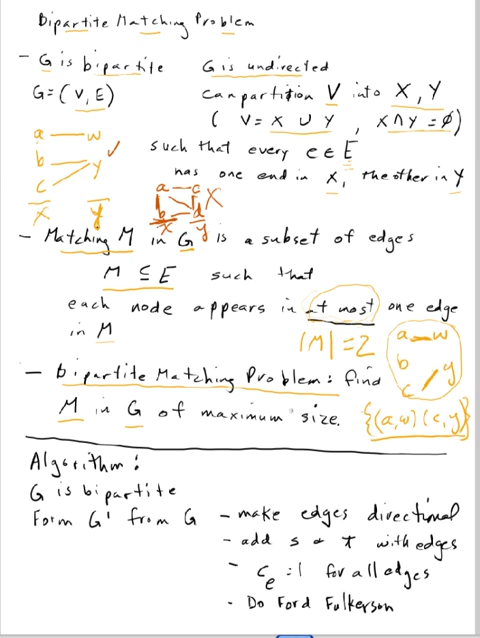 Bipartite Matching Problem
- G is bipartite G is undirected
G=(V,E) can partition V into X, Y
( V = X ∪ Y , X ∩ Y = ∅)
a w
b y
c
X Y
such that every e ∈ E
has one end in X, the other in Y
a c X
b d
X Y
- Matching M in G is a subset of edges
M ⊆ E such that
each node appears in at most one edge
in M
|M| = 2
a w
b
c y
- Bipartite Matching Problem: find
M in G of maximum size.
{(a,w)(c,y)}
Algorithm:
G is bipartite
Form G' from G - make edges directional
- add s & t with edges
- ce = 1 for all edges
- Do Ford Fulkerson